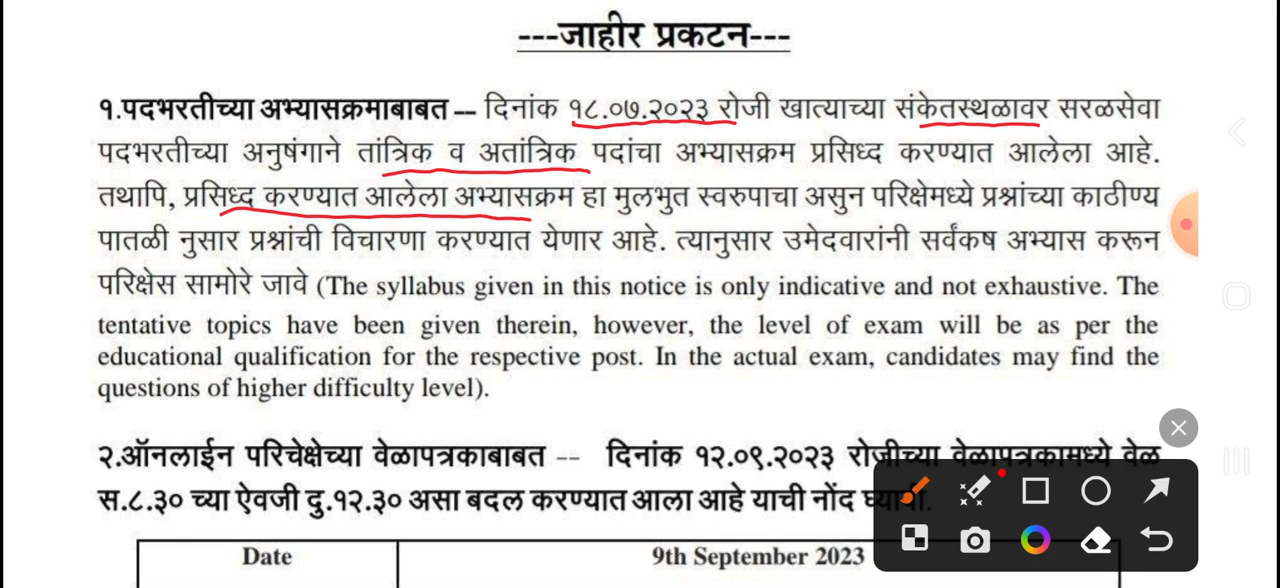 ---जाहीर प्रकटन---
१.पदभरतीच्या अभ्यासक्रमाबाबत -- दिनांक १८.०७.२०२३ रोजी खात्याच्या संकेतस्थळावर सरळसेवा
पदभरतीच्या अनुषंगाने तांत्रिक व अतांत्रिक पदांचा अभ्यासक्रम प्रसिध्द करण्यात आलेला आहे.
तथापि, प्रसिध्द करण्यात आलेला अभ्यासक्रम हा मुलभुत स्वरुपाचा असुन परिक्षेमध्ये प्रश्नांच्या काठीण्य
पातळी नुसार प्रश्नांची विचारणा करण्यात येणार आहे. त्यानुसार उमेदवारांनी सर्वंकष अभ्यास करून
परिक्षेस सामोरे जावे (The syllabus given in this notice is only indicative and not exhaustive. The
tentative topics have been given therein, however, the level of exam will be as per the
educational qualification for the respective post. In the actual exam, candidates may find the
questions of higher difficulty level).
२.ऑनलाईन परिचेक्षेच्या वेळापत्रकाबाबत -- दिनांक १२.०९.२०२३ रोजीच्या वेळापत्रकामध्ये वेळ
स.८.३० च्या ऐवजी दु.१२.३० असा बदल करण्यात आला आहे याची नोंद घ्यावी.
Date 9th September 2023